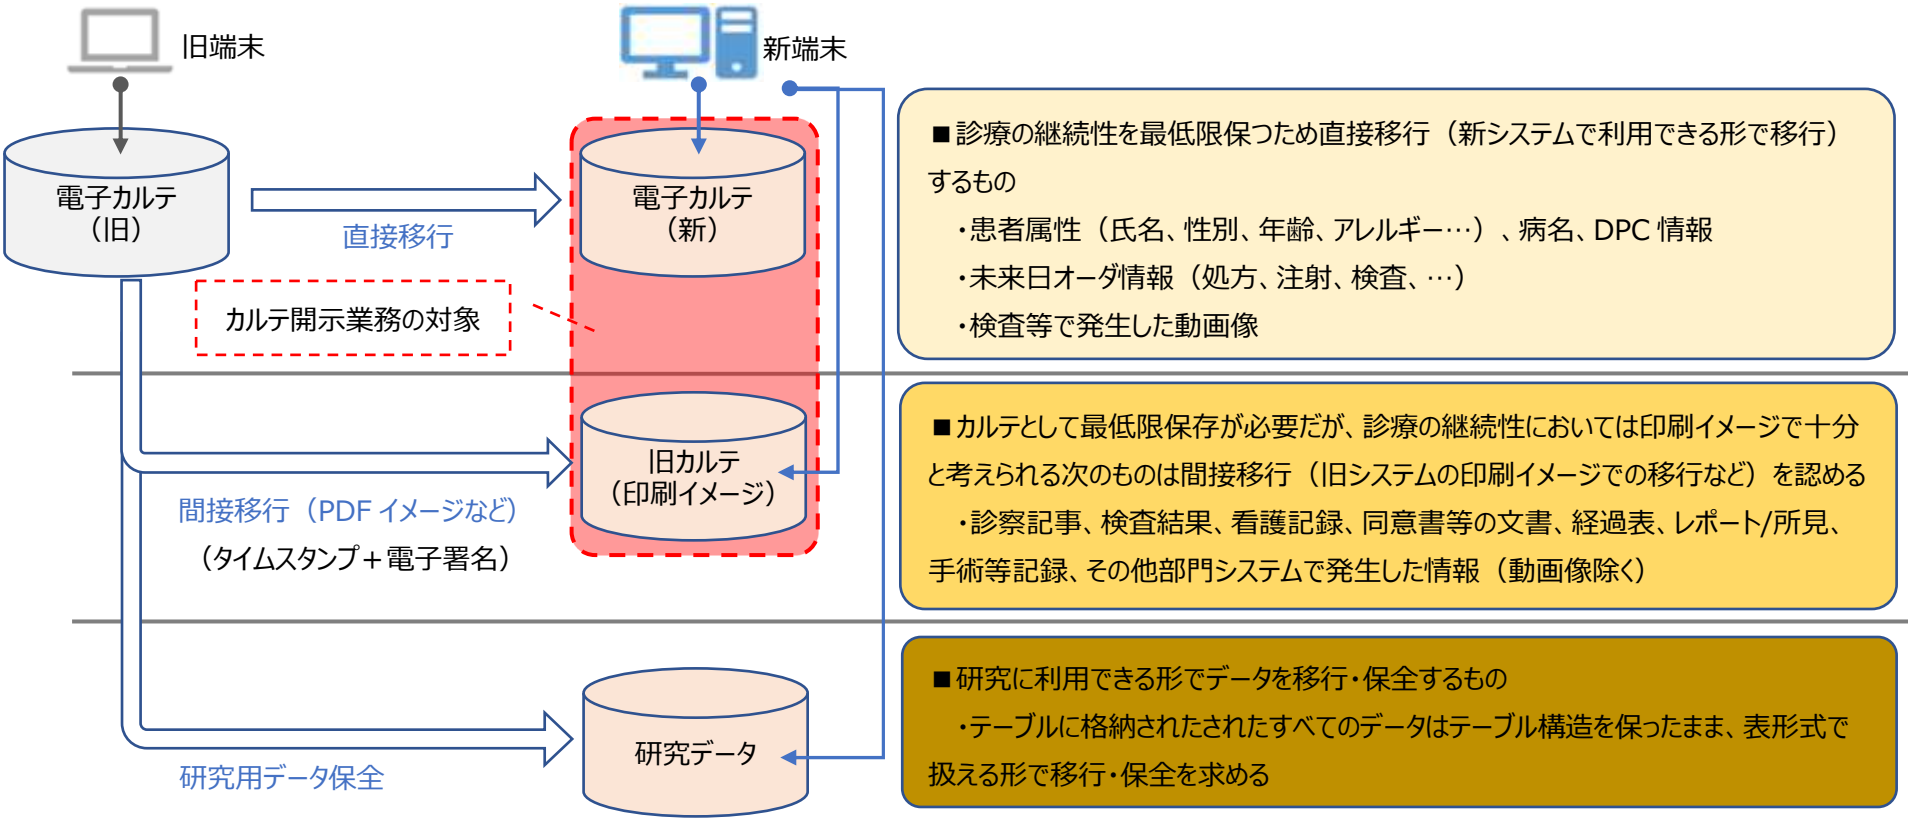 旧端末
新端末
電子カルテ
（旧）
直接移行
電子カルテ
（新）
カルテ開示業務の対象
■診療の継続性を最低限保つため直接移行（新システムで利用できる形で移行）
するもの
・患者属性（氏名、性別、年齢、アレルギー…）、病名、DPC 情報
・未来日オーダ情報（処方、注射、検査、…）
・検査等で発生した動画像
旧カルテ
（印刷イメージ）
間接移行（PDF イメージなど）
（タイムスタンプ＋電子署名）
■カルテとして最低限保存が必要だが、診療の継続性においては印刷イメージで十分
と考えられる次のものは間接移行（旧システムの印刷イメージでの移行など）を認める
・診察記事、検査結果、看護記録、同意書等の文書、経過表、レポート/所見、
手術等記録、その他部門システムで発生した情報（動画像除く）
研究データ
研究用データ保全
■研究に利用できる形でデータを移行・保全するもの
・テーブルに格納されたされたすべてのデータはテーブル構造を保ったまま、表形式で
扱える形で移行・保全を求める